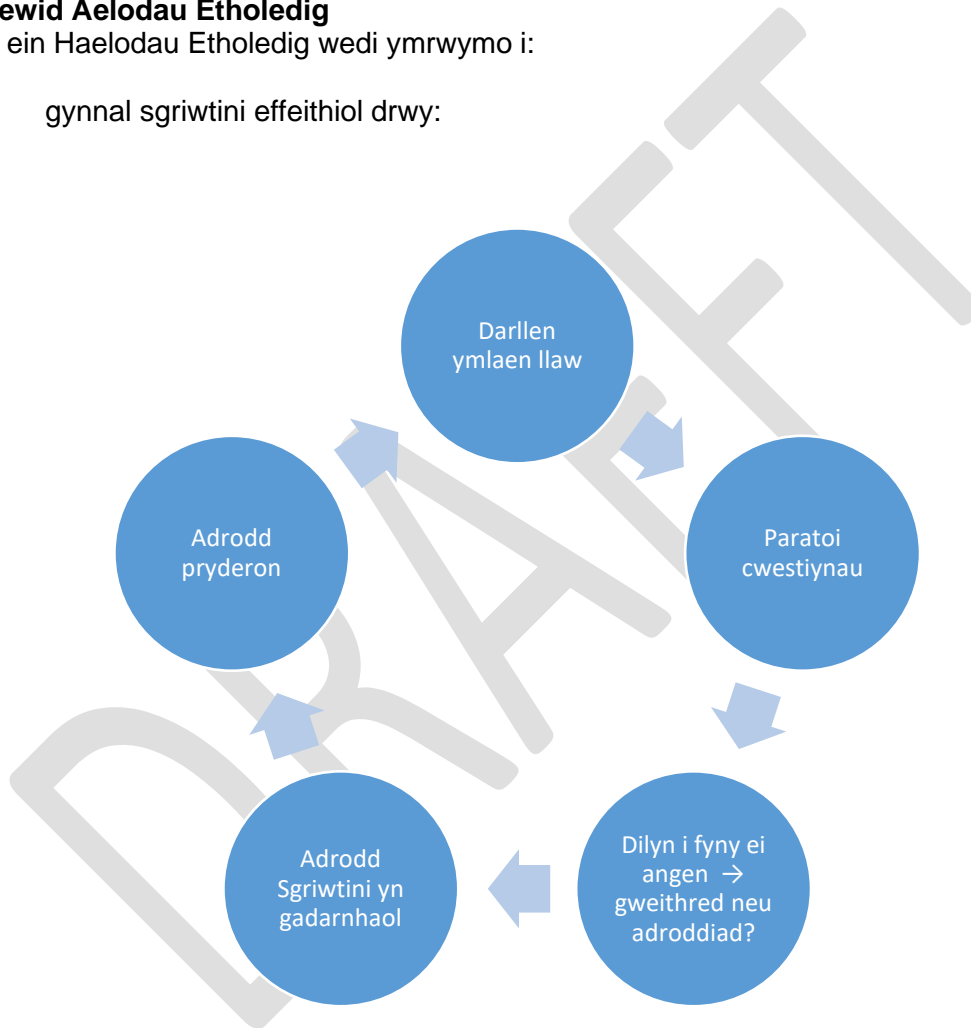 ewid Aelodau Etholedig
ein Haelodau Etholedig wedi ymrwymo i:
gynnal sgriwtini effeithiol drwy:
Darllen
ymlaen llaw
Paratoi
cwestiynau
Dilyn i fyny ei
angen →
gweithred neu
adroddiad?
Adrodd
Sgriwtini yn
gadarnhaol
Adrodd
pryderon
DRAFT